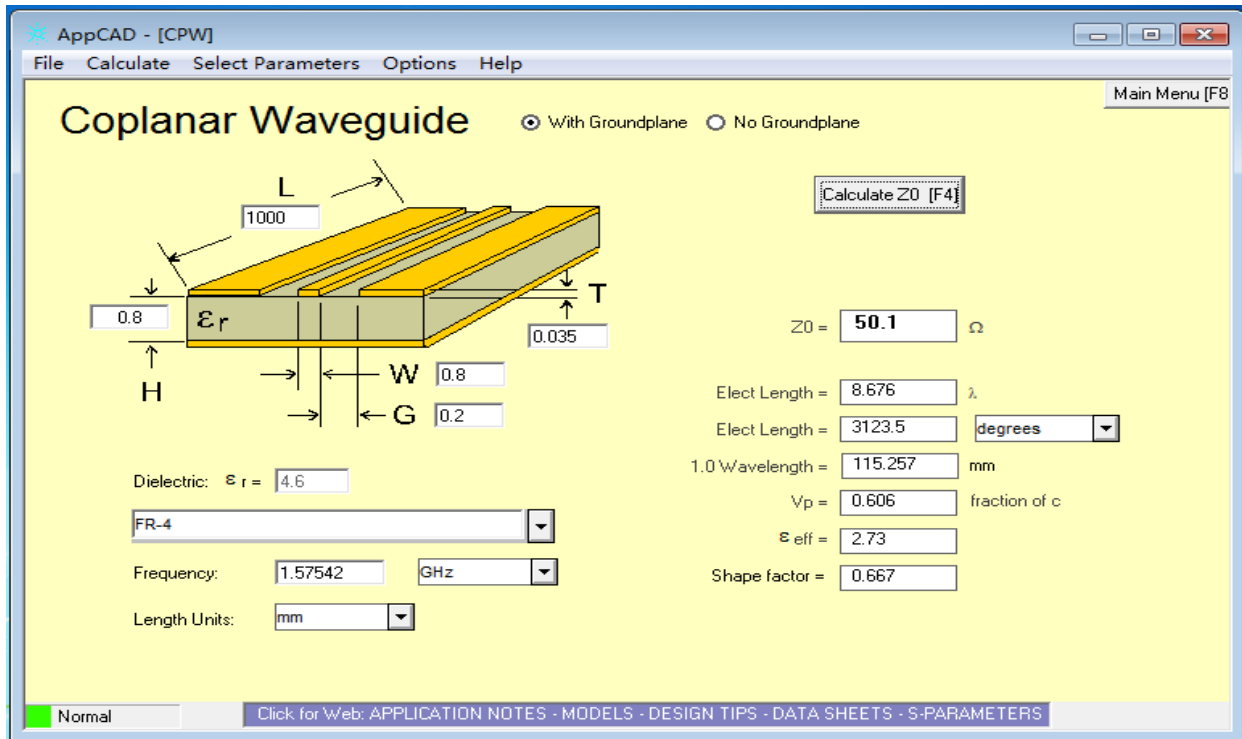 AppCAD - [CPW]
File Calculate Select Parameters Options Help
Main Menu [F8
Coplanar Waveguide
With Groundplane No Groundplane
Calculate Z0 [F4]
L
1000
T
0.8
εr
0.035
H
W 0.8
G 0.2
Z0 = 50.1 Ω
Elect Length = 8.676 λ
Elect Length = 3123.5 degrees
1.0 Wavelength = 115.257 mm
Vp = 0.606 fraction of c
ε eff = 2.73
Shape factor = 0.667
Dielectric: ε r = 4.6
FR-4
Frequency: 1.57542 GHz
Length Units: mm
Normal
Click for Web: APPLICATION NOTES - MODELS - DESIGN TIPS - DATA SHEETS - S-PARAMETERS